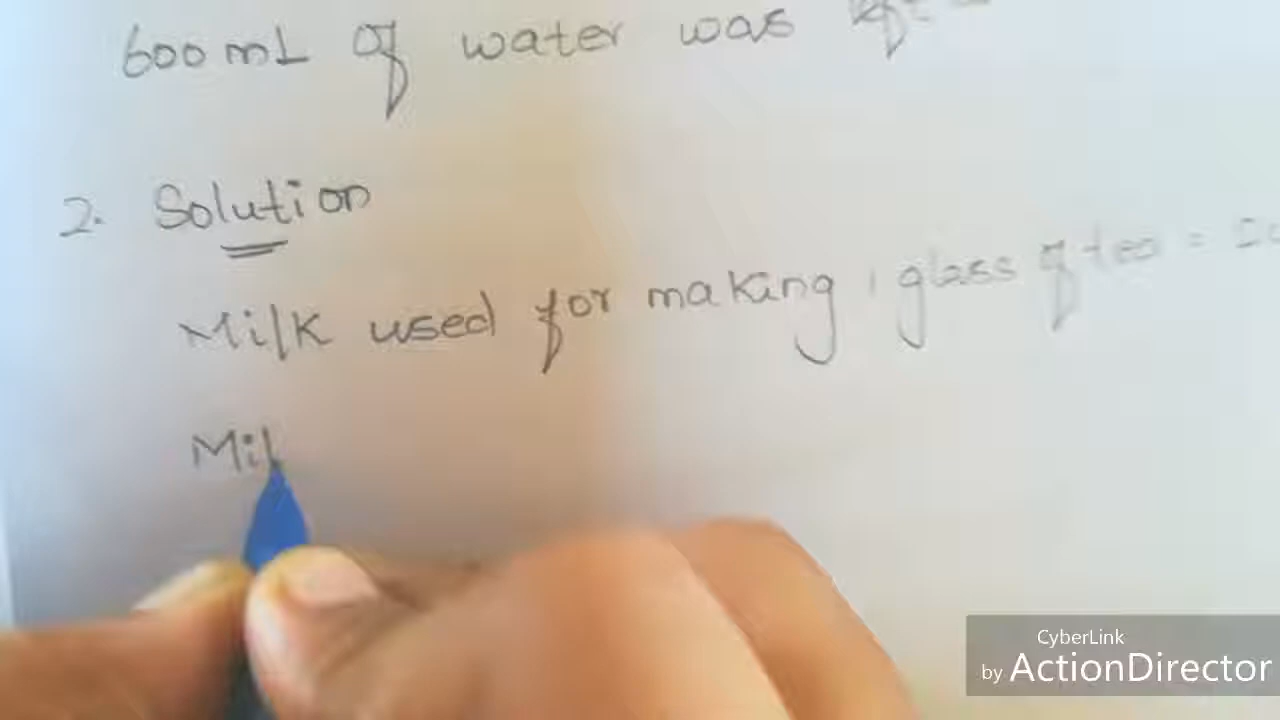 600 mL of water was
2. Solution
Milk used for making 1 glass of tea =
Mil
CyberLink
by ActionDirector